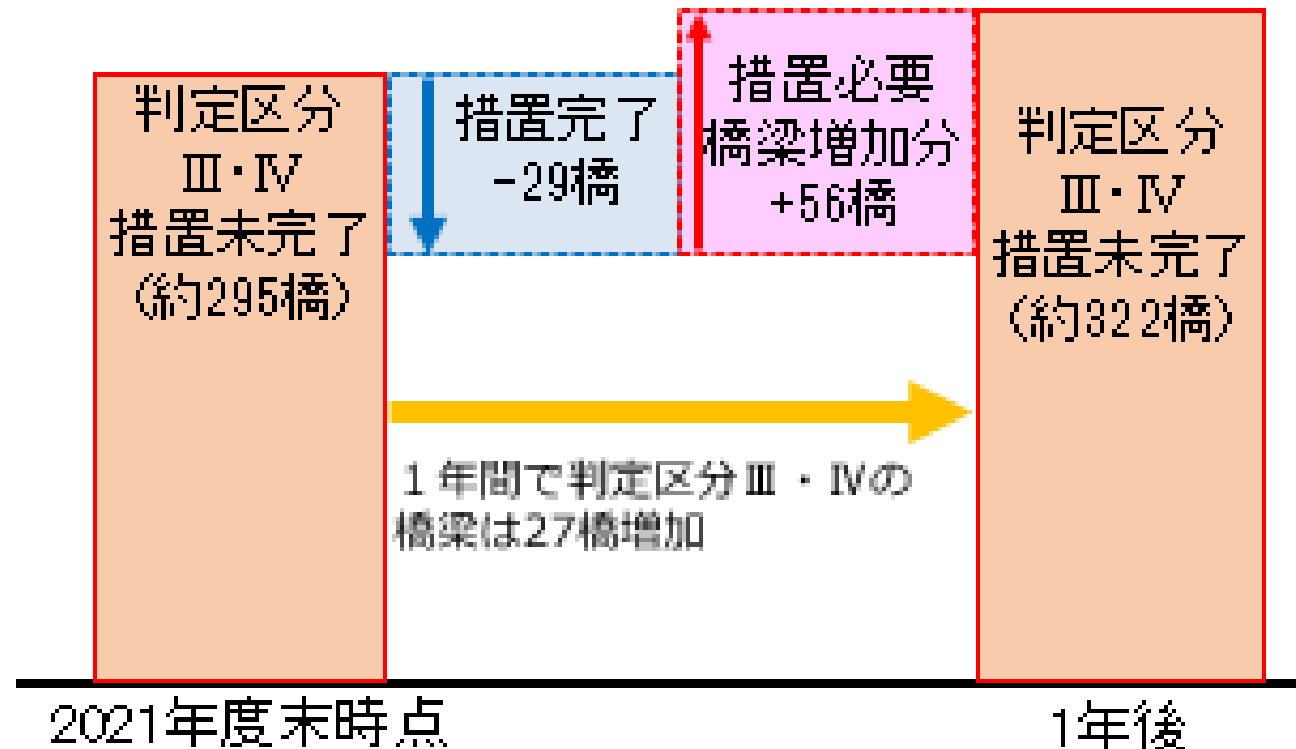 判定区分
Ⅲ・Ⅳ
措置未完了
(約295橋)
措置完了
-29橋
措置必要
橋梁増加分
+56橋
判定区分
Ⅲ・Ⅳ
措置未完了
(約322橋)
１年間で判定区分Ⅲ・Ⅳの
橋梁は27橋増加
2021年度末時点
1年後